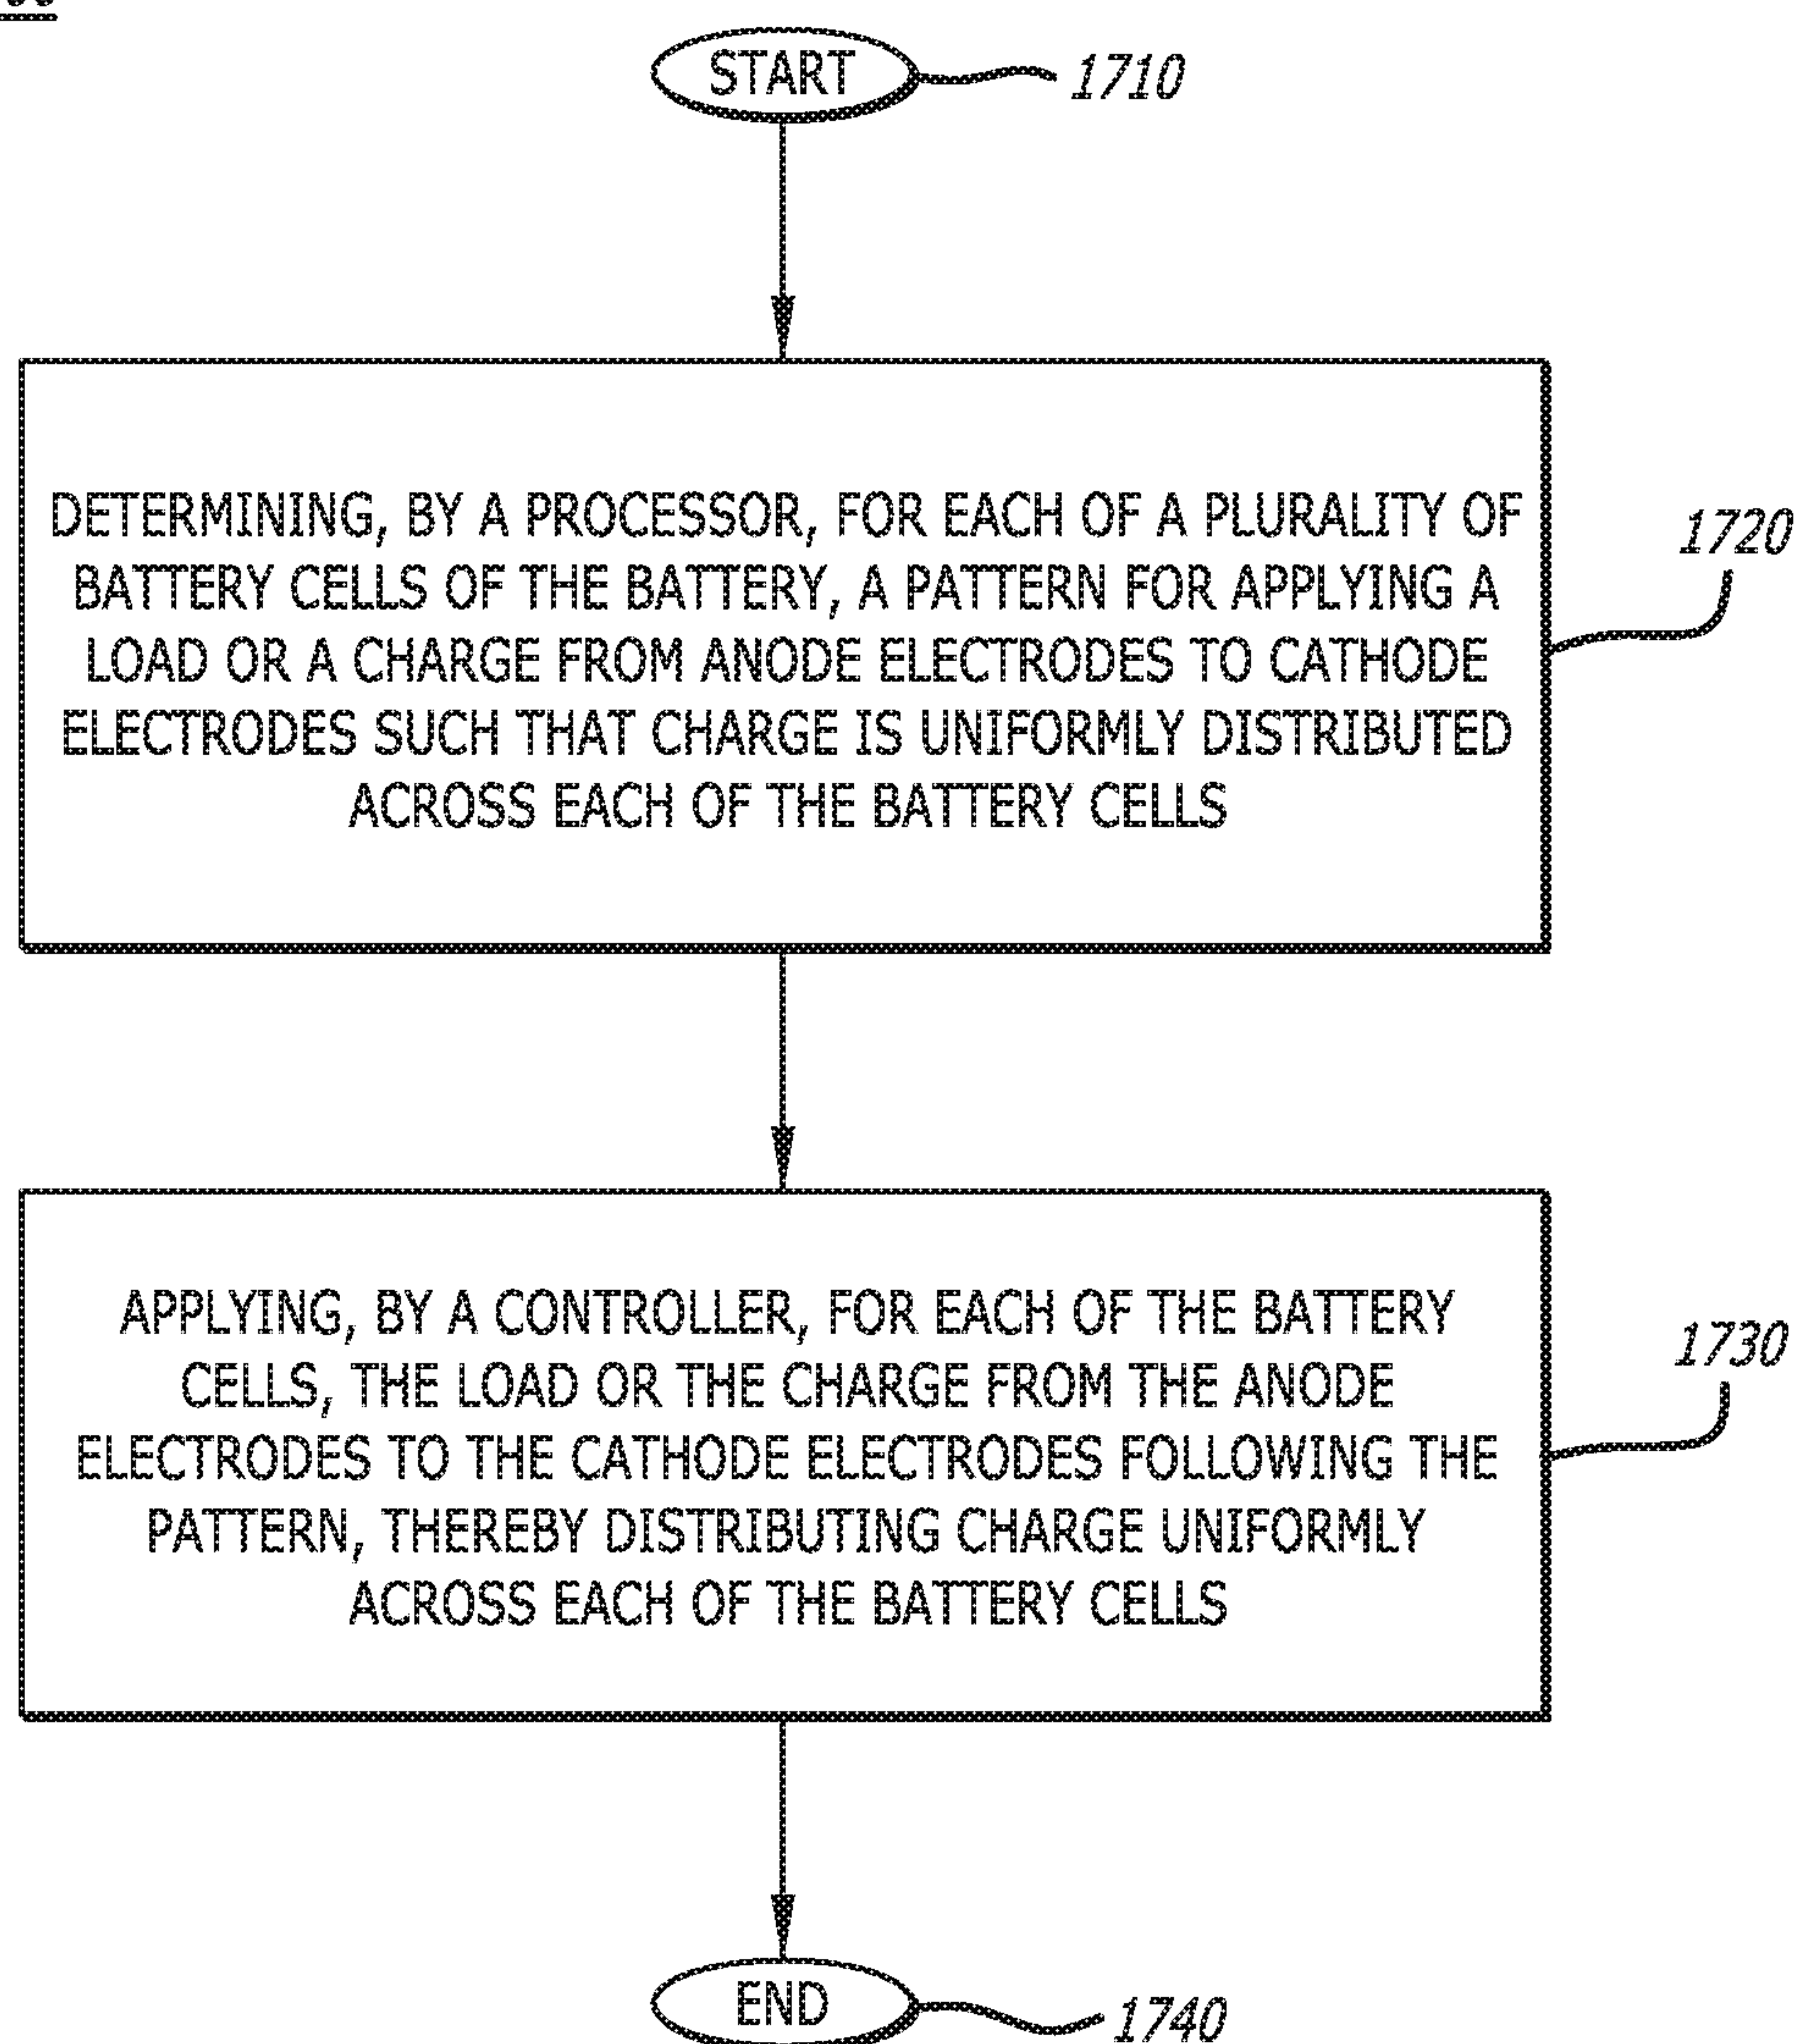 START
1710
DETERMINING, BY A PROCESSOR, FOR EACH OF A PLURALITY OF
BATTERY CELLS OF THE BATTERY, A PATTERN FOR APPLYING A
LOAD OR A CHARGE FROM ANODE ELECTRODES TO CATHODE
ELECTRODES SUCH THAT CHARGE IS UNIFORMLY DISTRIBUTED
ACROSS EACH OF THE BATTERY CELLS
1720
APPLYING, BY A CONTROLLER, FOR EACH OF THE BATTERY
CELLS, THE LOAD OR THE CHARGE FROM THE ANODE
ELECTRODES TO THE CATHODE ELECTRODES FOLLOWING THE
PATTERN, THEREBY DISTRIBUTING CHARGE UNIFORMLY
ACROSS EACH OF THE BATTERY CELLS
1730
END
1740